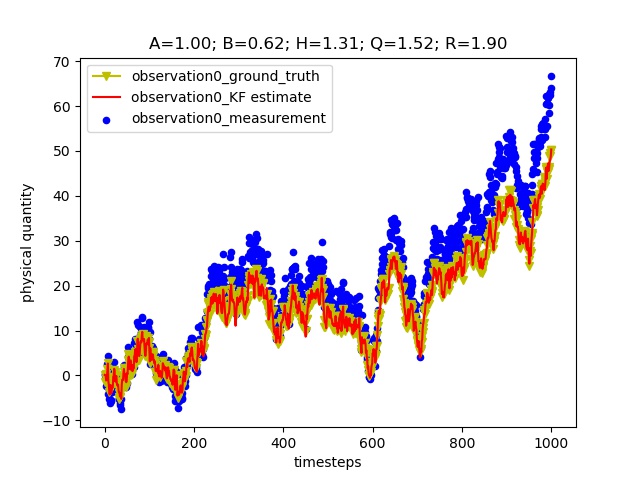 A=1.00; B=0.62; H=1.31; Q=1.52; R=1.90
observation0_ground_truth
observation0_KF estimate
observation0_measurement
physical quantity
70
60
50
40
30
20
10
0
−10
0 200 400 600 800 1000
timesteps